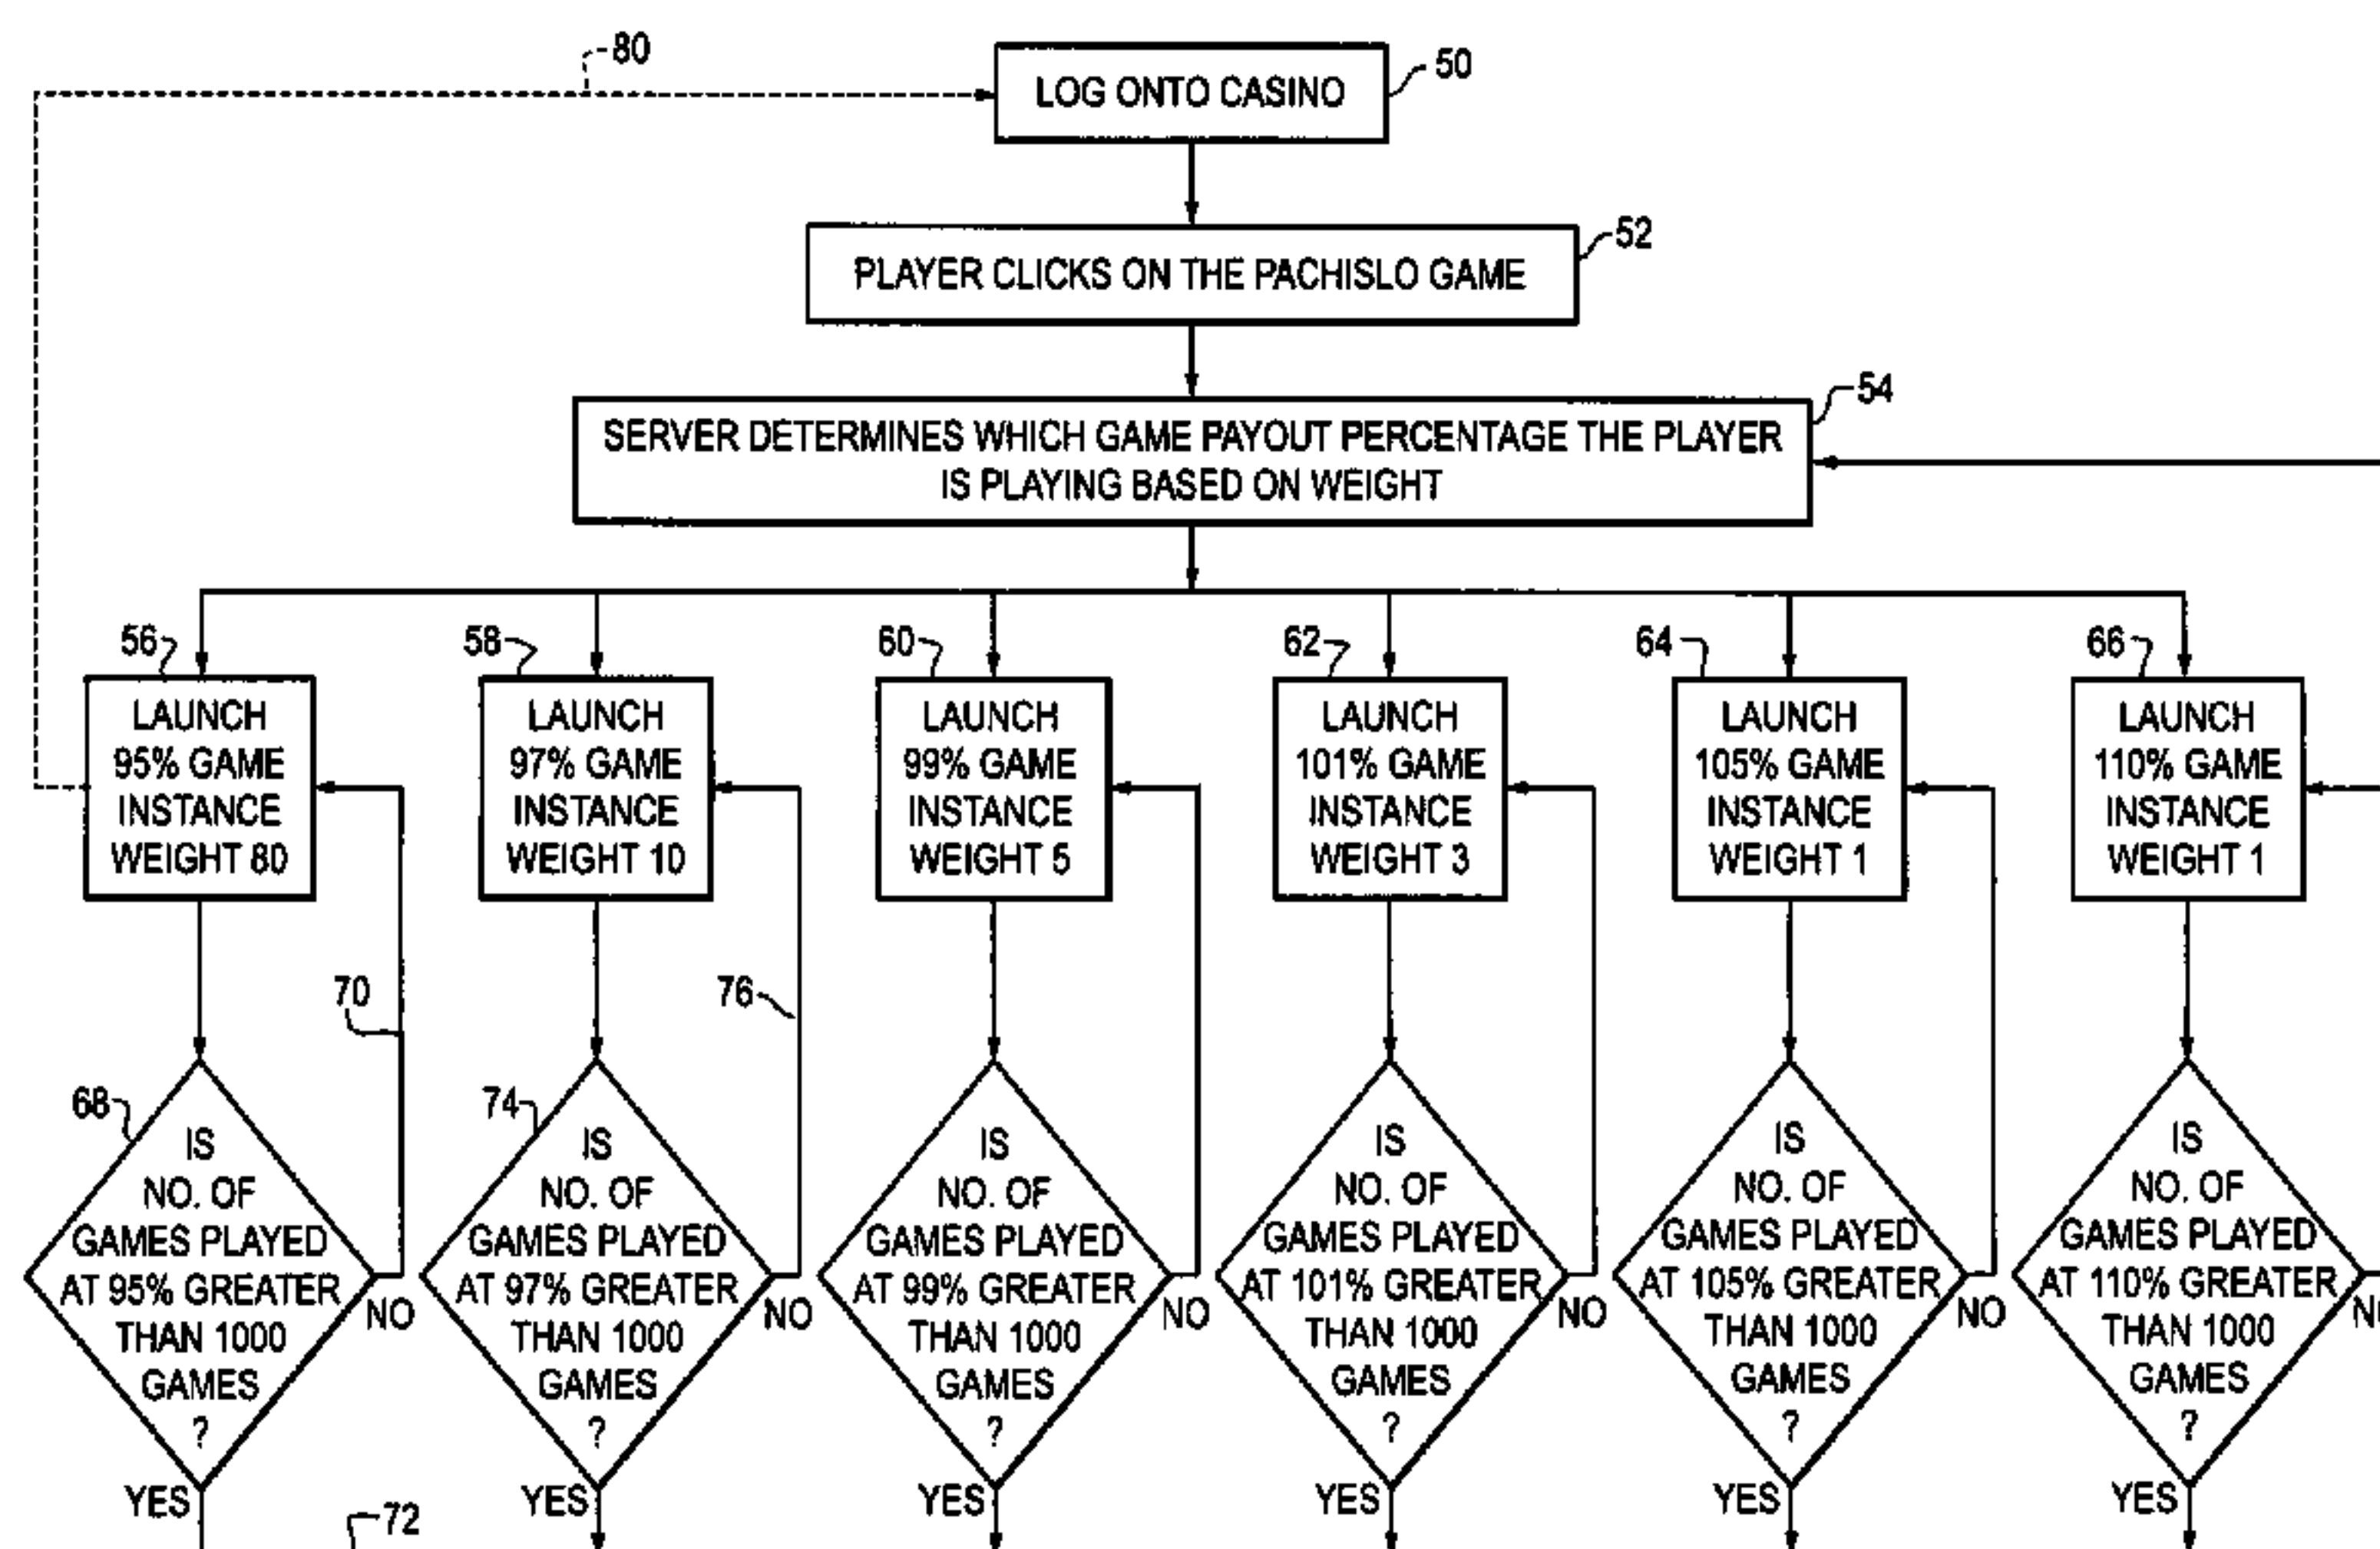 80
50
LOG ONTO CASINO
52
PLAYER CLICKS ON THE PACHISLO GAME
54
SERVER DETERMINES WHICH GAME PAYOUT PERCENTAGE THE PLAYER
IS PLAYING BASED ON WEIGHT
56
LAUNCH
95% GAME
INSTANCE
WEIGHT 80
58
LAUNCH
97% GAME
INSTANCE
WEIGHT 10
60
LAUNCH
99% GAME
INSTANCE
WEIGHT 5
62
LAUNCH
101% GAME
INSTANCE
WEIGHT 3
64
LAUNCH
105% GAME
INSTANCE
WEIGHT 1
66
LAUNCH
110% GAME
INSTANCE
WEIGHT 1
70
76
68
IS
NO. OF
GAMES PLAYED
AT 95% GREATER
THAN 1000
GAMES
?
NO
YES
74
IS
NO. OF
GAMES PLAYED
AT 97% GREATER
THAN 1000
GAMES
?
NO
YES
IS
NO. OF
GAMES PLAYED
AT 99% GREATER
THAN 1000
GAMES
?
NO
YES
IS
NO. OF
GAMES PLAYED
AT 101% GREATER
THAN 1000
GAMES
?
NO
YES
IS
NO. OF
GAMES PLAYED
AT 105% GREATER
THAN 1000
GAMES
?
NO
YES
IS
NO. OF
GAMES PLAYED
AT 110% GREATER
THAN 1000
GAMES
?
YES
72